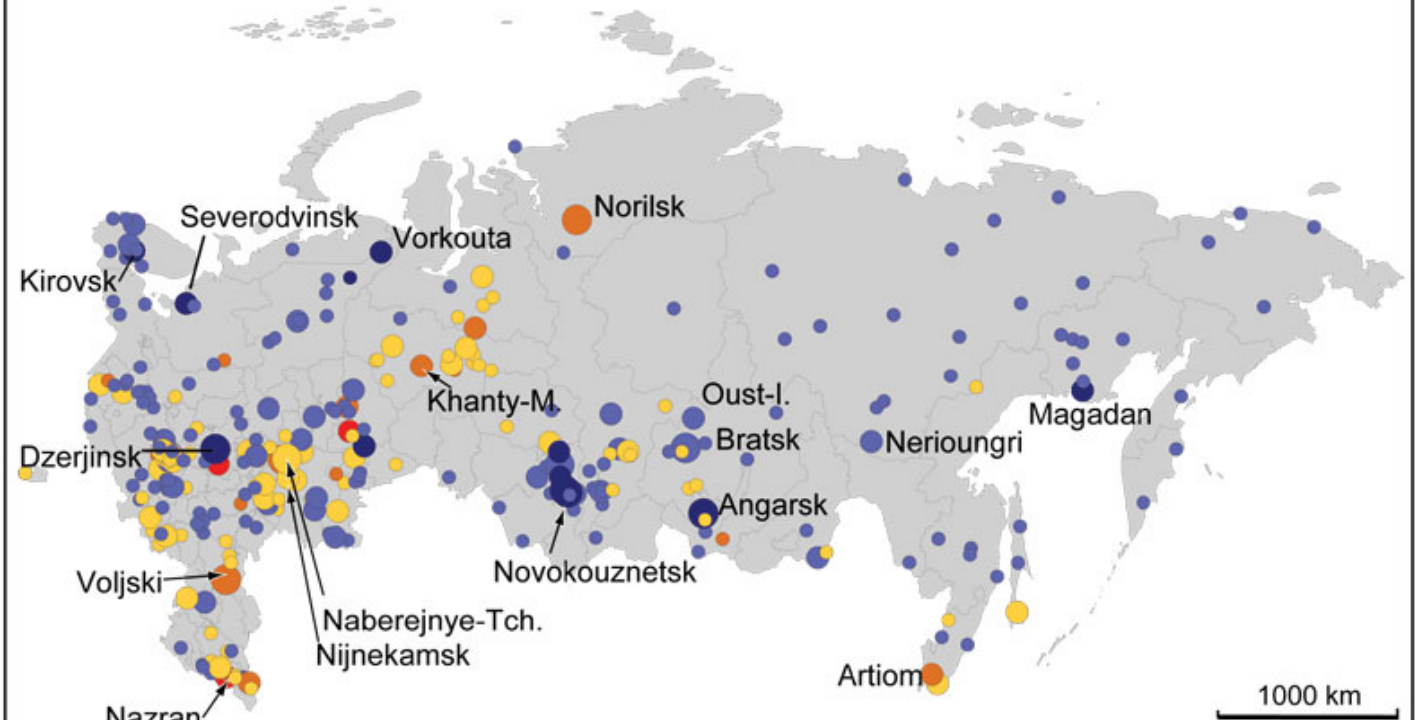 Norilsk
Severodvinsk
Vorkouta
Kirovsk
Khanty-M.
Oust-I.
Magadan
Bratsk
Nerioungri
Dzerjinsk
Angarsk
Novokouznetsk
Voljski
Naberejnye-Tch.
Nijnekamsk
Artiom
1000 km
Nazran